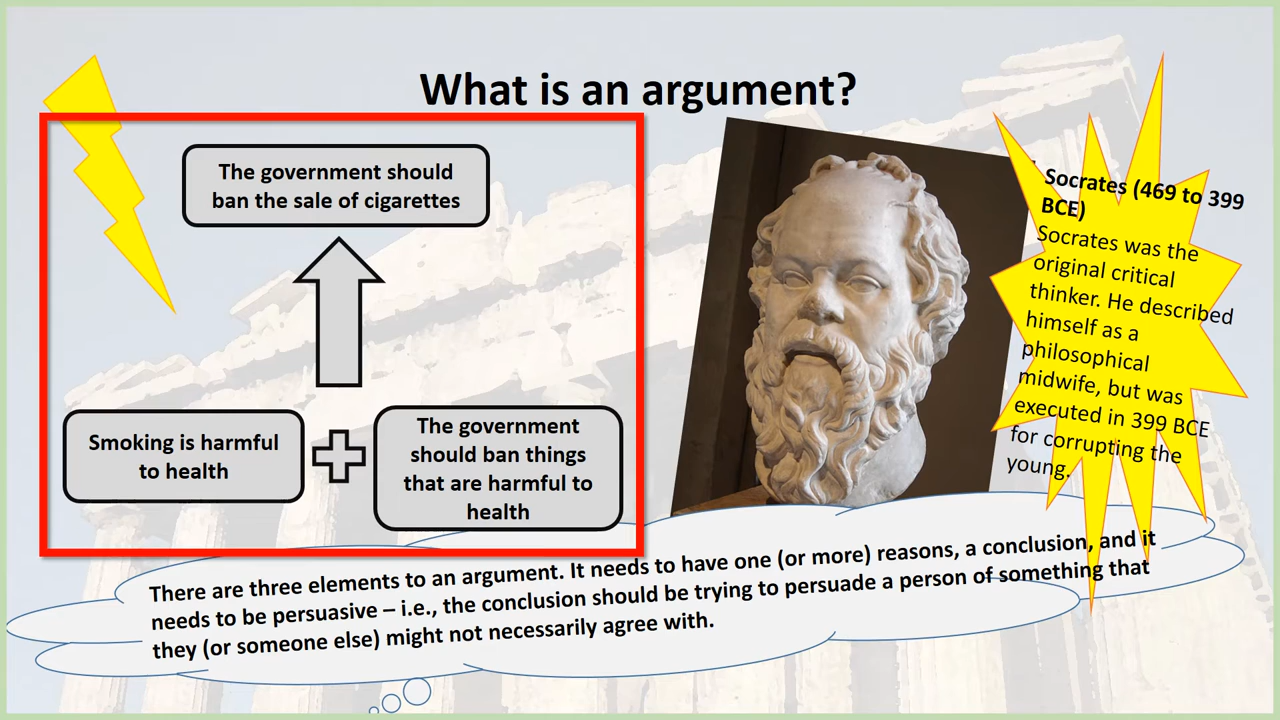 What is an argument?
The government should
ban the sale of cigarettes
Smoking is harmful
to health
The government
should ban things
that are harmful to
health
Socrates (469 to 399
BCE)
Socrates was the
original critical
thinker. He described
himself as a
philosophical
midwife, but was
executed in 399 BCE
for corrupting the
young.
There are three elements to an argument. It needs to have one (or more) reasons, a conclusion, and it
needs to be persuasive – i.e., the conclusion should be trying to persuade a person of something that
they (or someone else) might not necessarily agree with.